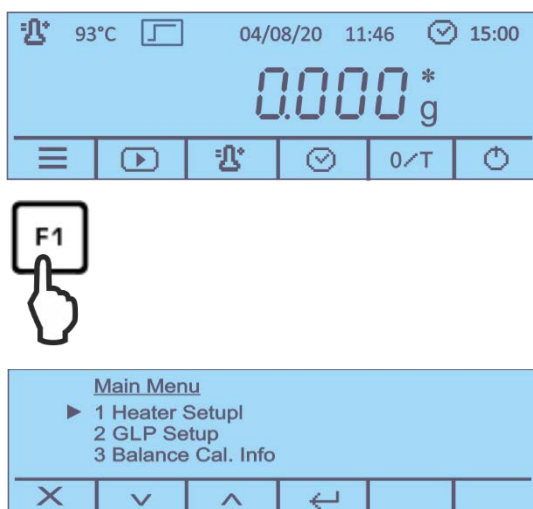 93°C 04/08/20 11:46 15:00
0.000 * g
0/T
F1
Main Menu
1 Heater Setupl
2 GLP Setup
3 Balance Cal. Info